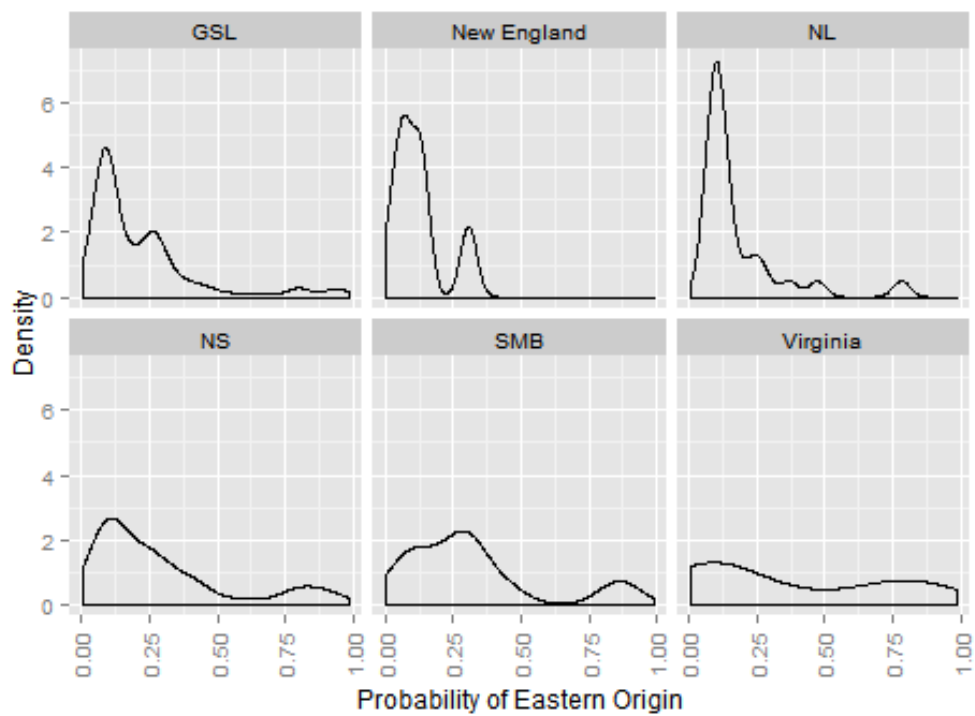 GSL New England NL
6
4
2
0
Density
NS SMB Virginia
6
4
2
0
0.00 0.25 0.50 0.75 1.00 0.00 0.25 0.50 0.75 1.00 0.00 0.25 0.50 0.75 1.00
Probability of Eastern Origin